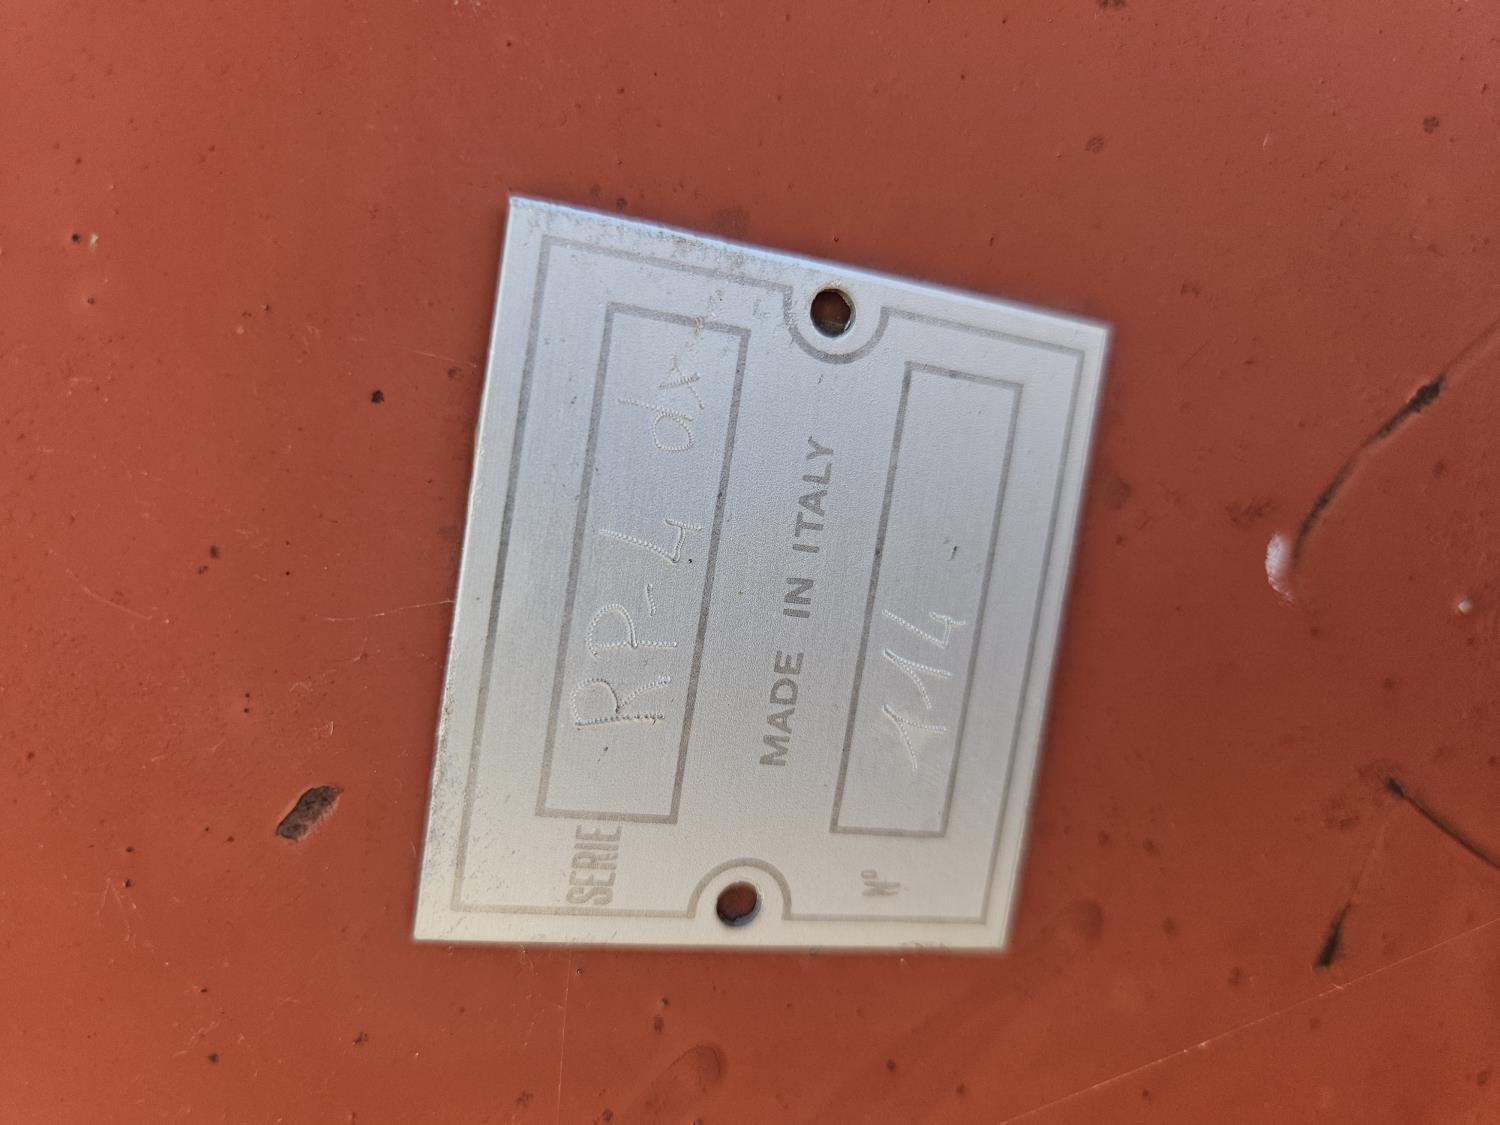 SERIE RP-4 dx
MADE IN ITALY
N° 114